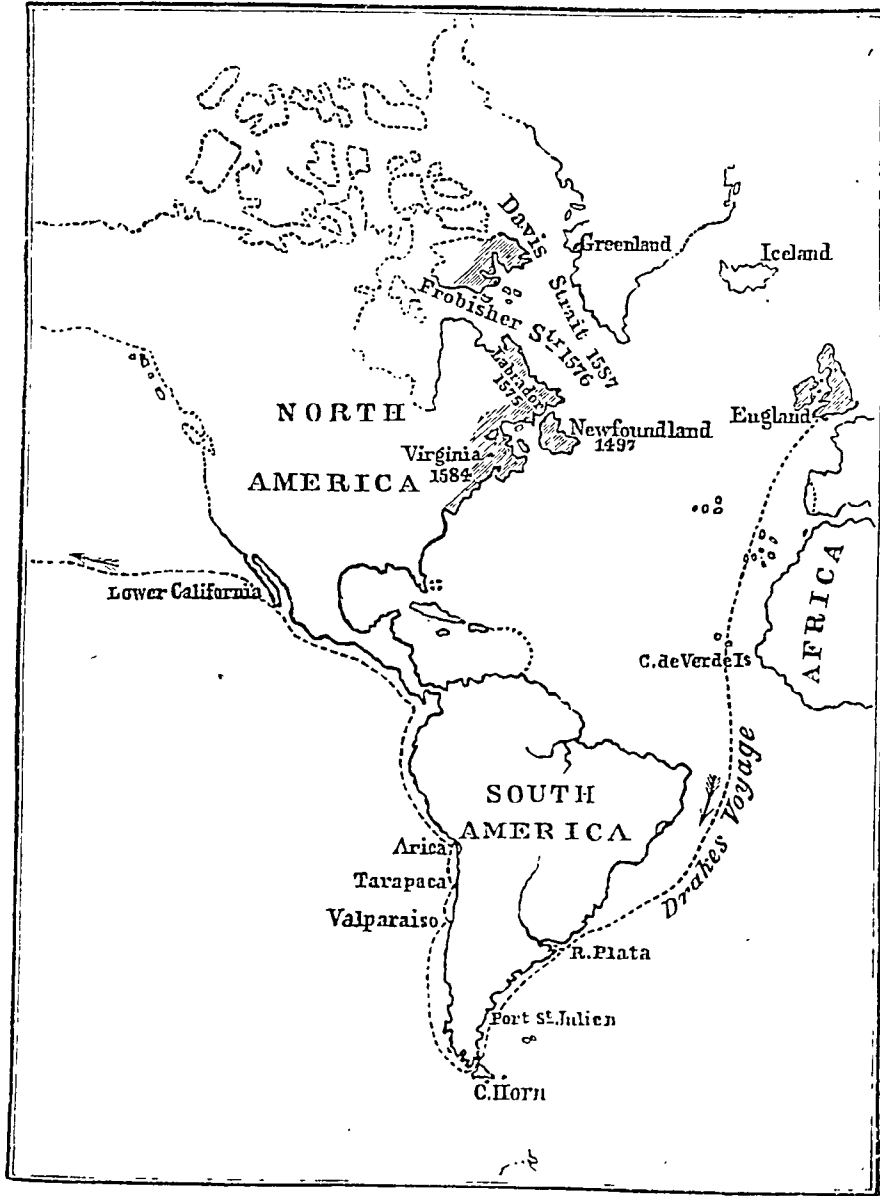 Davis Strait 1587
Greenland
Iceland
Frobisher Str. 1576
Labrador
1575
NORTH
AMERICA
England
Newfoundland
1497
Virginia
1584
Lower California
AFRICA
C. de Verde Is
Drakes Voyage
SOUTH
AMERICA
Arica
Tarapaca
Valparaiso
R. Plata
Port St. Julien
C. Horn